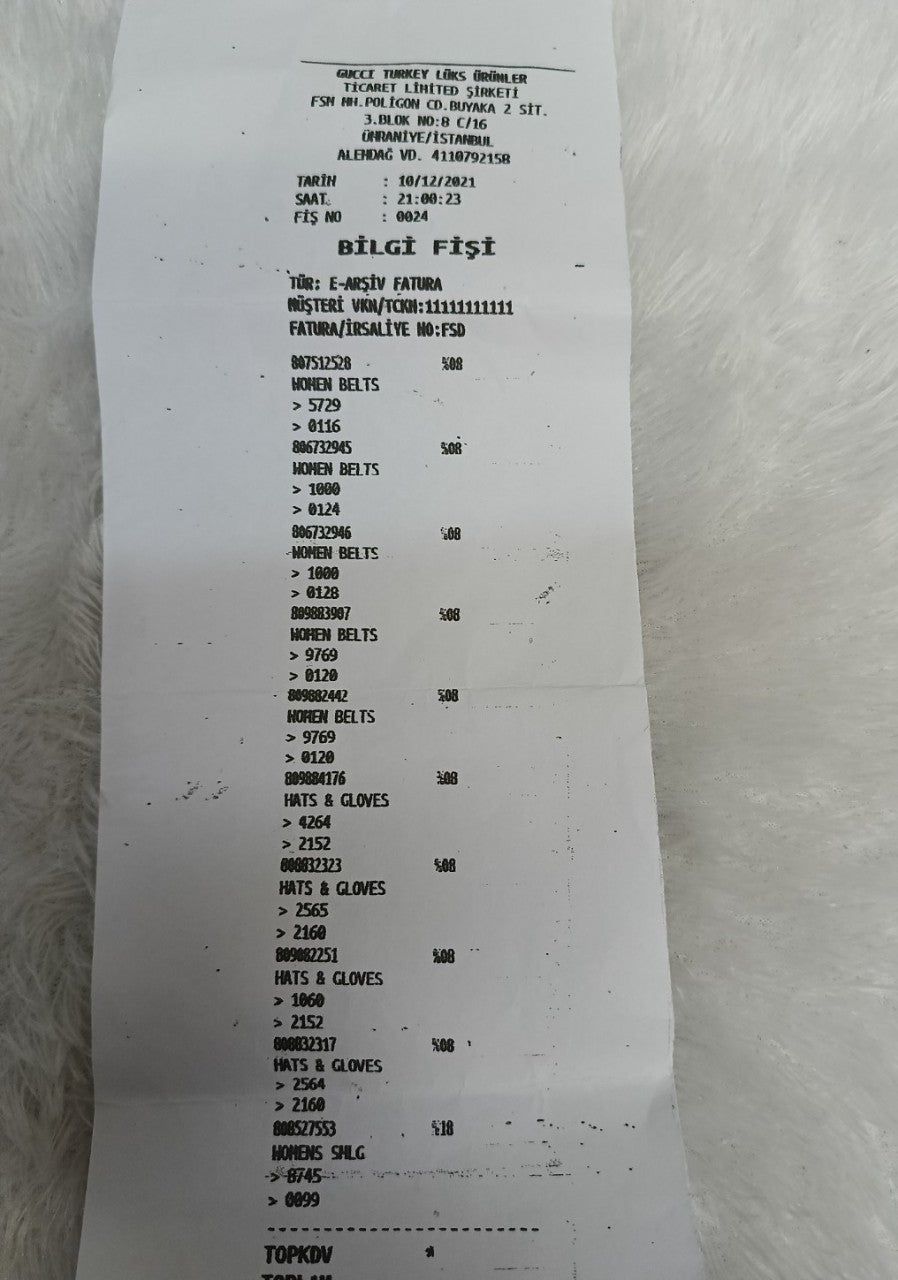 GUCCI TURKEY LÜKS ÜRÜNLER
TİCARET LİMİTED ŞİRKETİ
FSM MH.POLİGON CD.BUYAKA 2 SİT.
3.BLOK NO:8 C/16
ÜMRANİYE/İSTANBUL
ALEMDAĞ VD. 4110792158
TARİH : 10/12/2021
SAAT : 21:00:23
FİŞ NO : 0024
BİLGİ FİŞİ
TÜR: E-ARŞİV FATURA
MÜŞTERİ VKN/TCKN:11111111111
FATURA/İRSALİYE NO:FSD
807512528 %08
WOMEN BELTS
> 5729
> 0116
806732945 %08
WOMEN BELTS
> 1000
> 0124
806732946 %08
WOMEN BELTS
> 1000
> 0128
809883907 %08
WOMEN BELTS
> 9769
> 0120
809882442 %08
WOMEN BELTS
> 9769
> 0120
809884176 %08
HATS & GLOVES
> 4264
> 2152
808832323 %08
HATS & GLOVES
> 2565
> 2160
809082251 %08
HATS & GLOVES
> 1060
> 2152
808832317 %08
HATS & GLOVES
> 2564
> 2160
808527553 %18
WOMENS SMLG
> 8745
> 0099
TOPKDV *